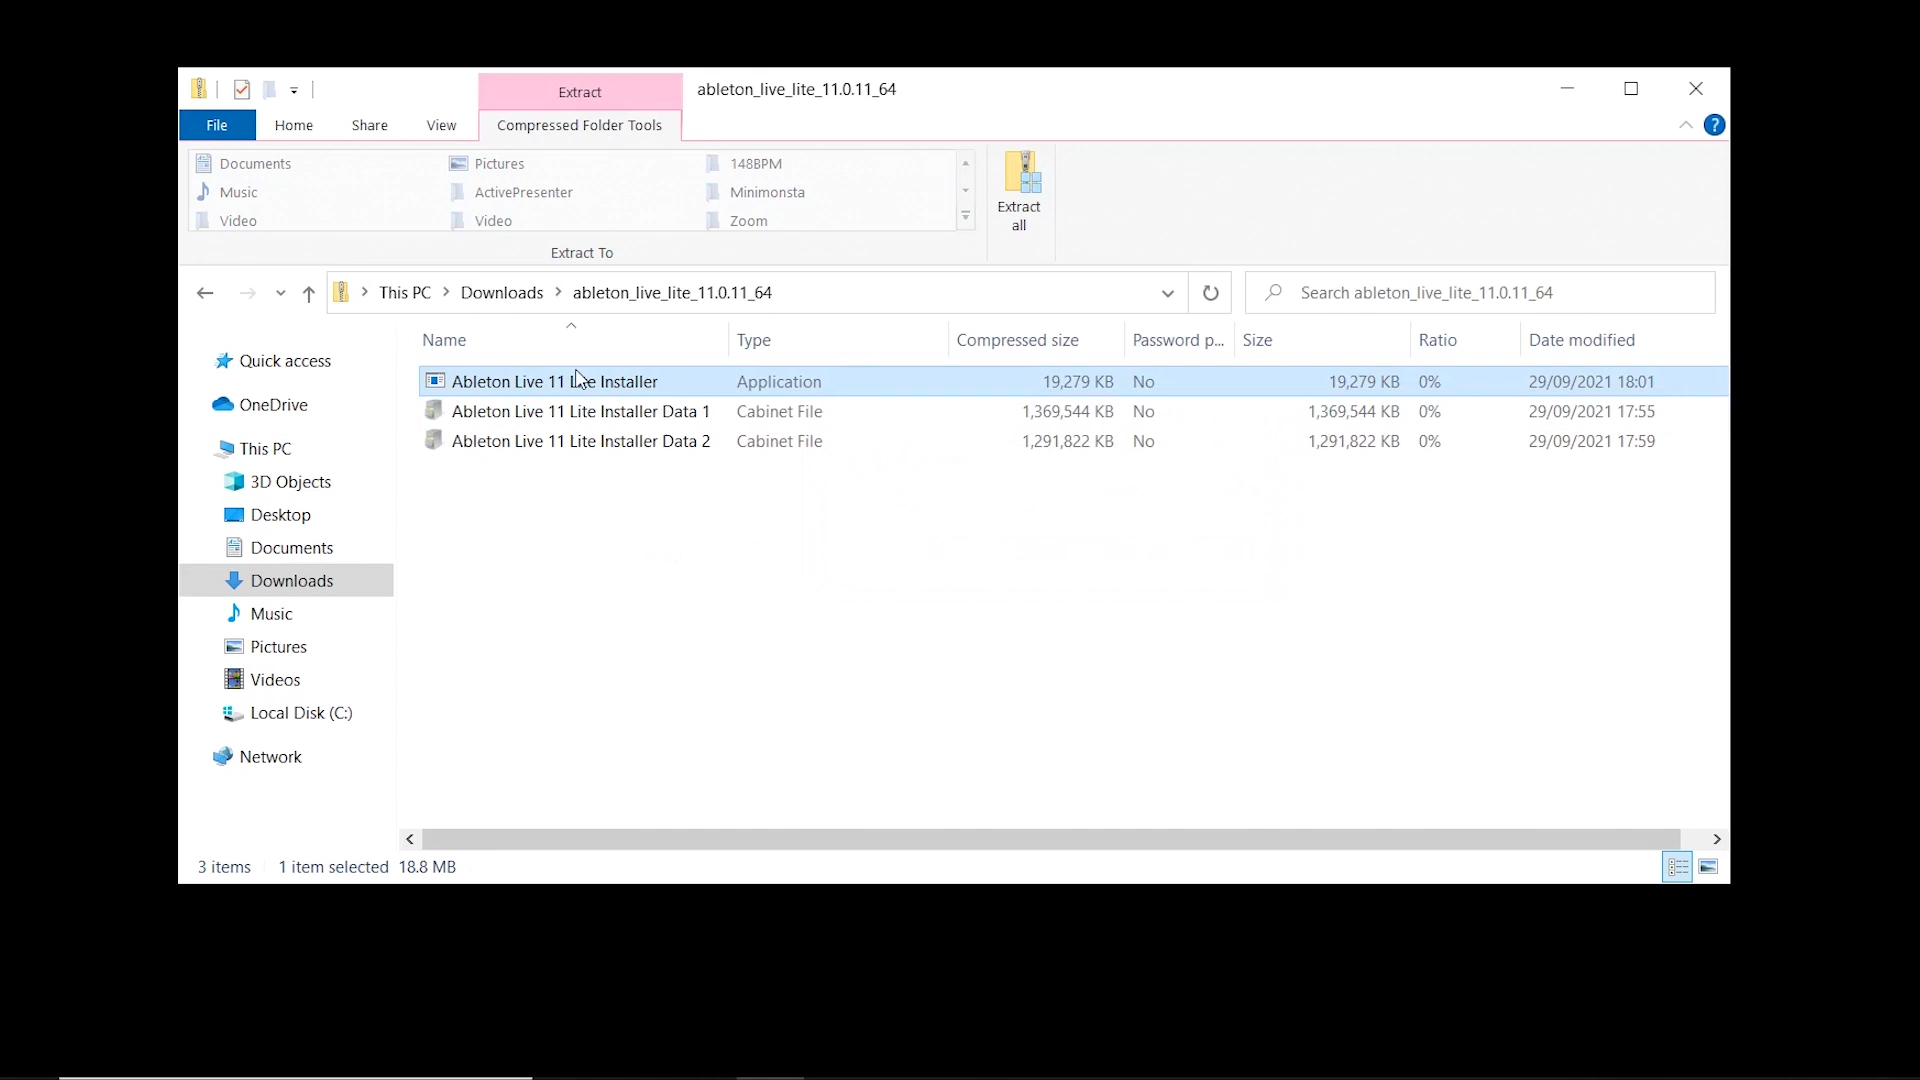 Extract
ableton_live_lite_11.0.11_64
File
Home
Share
View
Compressed Folder Tools
?
Documents
Pictures
148BPM
Music
ActivePresenter
Minimonsta
Video
Video
Zoom
Extract
all
Extract To
This PC
Downloads
ableton_live_lite_11.0.11_64
Search ableton_live_lite_11.0.11_64
Quick access
OneDrive
This PC
3D Objects
Desktop
Documents
Downloads
Music
Pictures
Videos
Local Disk (C:)
Network
Name Type Compressed size Password p... Size Ratio Date modified
Ableton Live 11 Installer Application 19,279 KB No 19,279 KB 0% 29/09/2021 18:01
Ableton Live 11 Lite Installer Data 1 Cabinet File 1,369,544 KB No 1,369,544 KB 0% 29/09/2021 17:55
Ableton Live 11 Lite Installer Data 2 Cabinet File 1,291,822 KB No 1,291,822 KB 0% 29/09/2021 17:59
3 items 1 item selected 18.8 MB